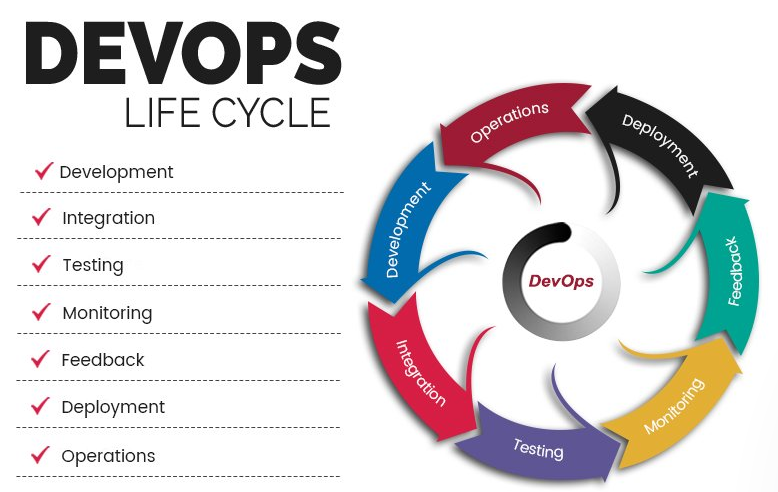 DEVOPS
LIFE CYCLE
Development
Integration
Testing
Monitoring
Feedback
Deployment
Operations
Operations
Deployment
Feedback
Monitoring
Testing
Integration
Development
DevOps